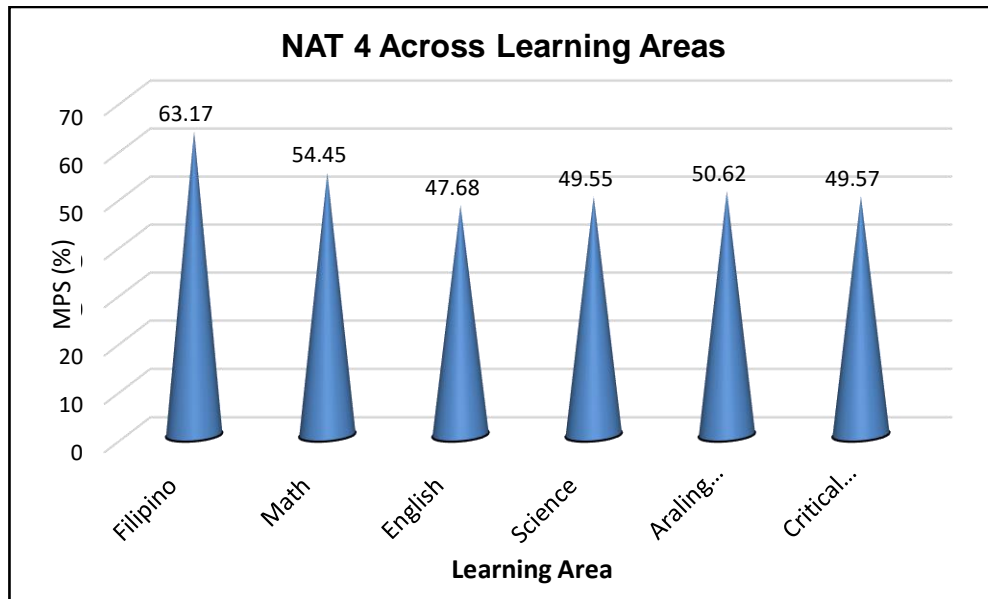 NAT 4 Across Learning Areas
MPS (%)
70
60
50
20
10
0
63.17
54.45
47.68
49.55
50.62
49.57
Filipino
Math
English
Science
Araling...
Critical...
Learning Area